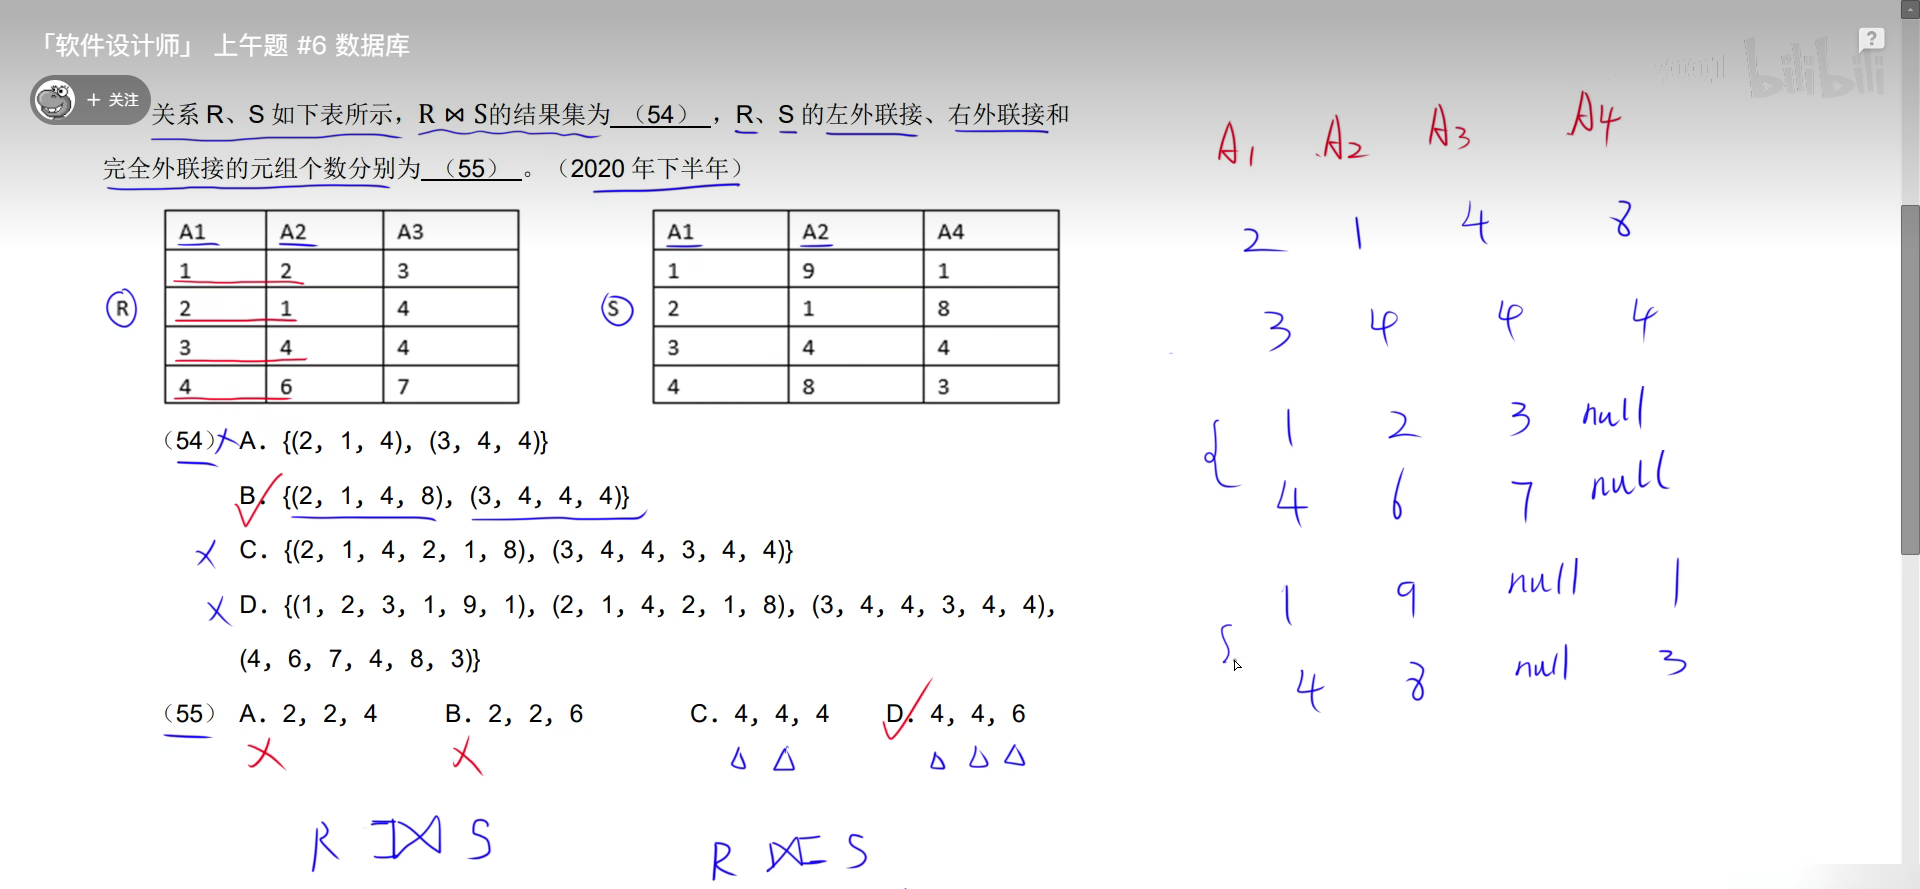 「软件设计师」 上午题 #6 数据库
bilibili
+ 关注
关系 R、S 如下表所示，R ⋈ S的结果集为 （54） ，R、S 的左外联接、右外联接和
完全外联接的元组个数分别为 （55） 。（2020 年下半年）
R
A1 A2 A3
1 2 3
2 1 4
3 4 4
4 6 7
S
A1 A2 A4
1 9 1
2 1 8
3 4 4
4 8 3
（54） A. {(2, 1, 4), (3, 4, 4)}
B. {(2, 1, 4, 8), (3, 4, 4, 4)}
C. {(2, 1, 4, 2, 1, 8), (3, 4, 4, 3, 4, 4)}
D. {(1, 2, 3, 1, 9, 1), (2, 1, 4, 2, 1, 8), (3, 4, 4, 3, 4, 4),
(4, 6, 7, 4, 8, 3)}
（55） A. 2, 2, 4 B. 2, 2, 6 C. 4, 4, 4 D. 4, 4, 6
R ⟕ S R ⟖ S
A1 A2 A3 A4
2 1 4 8
3 4 4 4
1 2 3 null
4 6 7 null
1 9 null 1
4 8 null 3
?